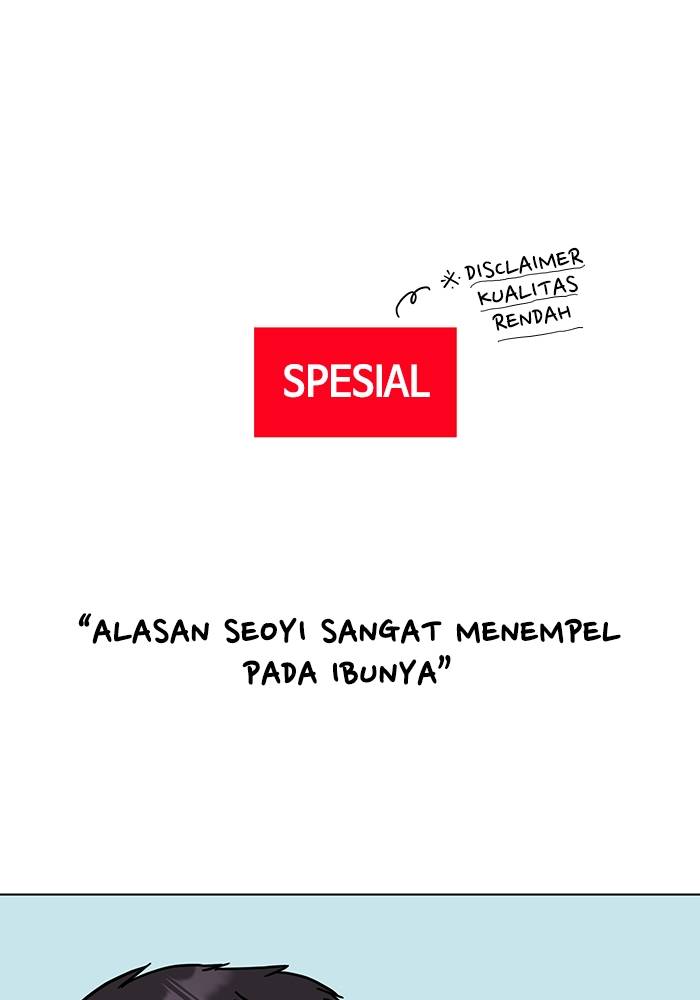 ※ DISCLAIMER
KUALITAS
RENDAH
SPESIAL
“ALASAN SEOYI SANGAT MENEMPEL
PADA IBUNYA”